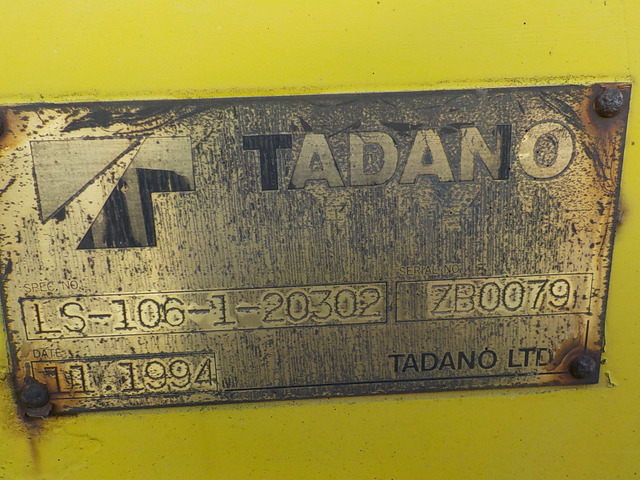 TADANO
SPEC. NO.
SERIAL NO.
LS-106-1-20302
ZB0079
DATE
11.1994
TADANO LTD.